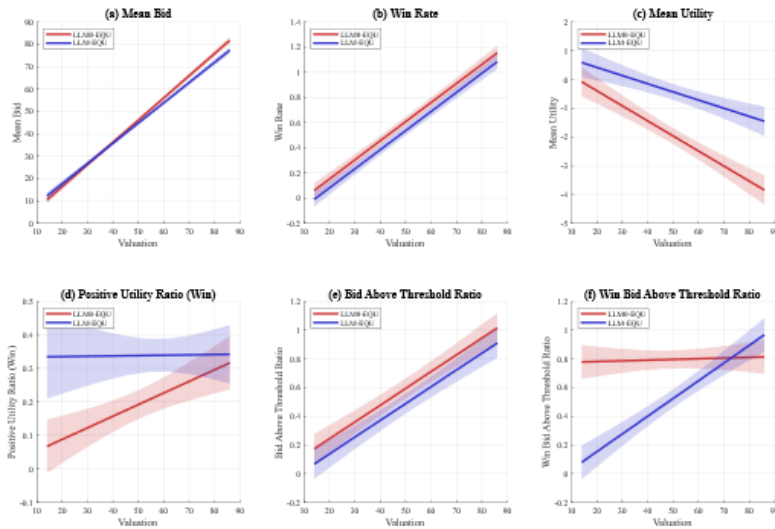 (a) Mean Bid
90
80
70
60
50
40
30
20
10
0
Mean Bid
LLM0-EQU
LLM-EQU
10 20 30 40 50 60 70 80 90
Valuation
(b) Win Rate
1.4
1.2
1
0.8
0.6
0.4
0.2
0
-0.2
Win Rate
LLM0-EQU
LLM-EQU
10 20 30 40 50 60 70 80 90
Valuation
(c) Mean Utility
2
1
0
-1
-2
-3
-4
-5
Mean Utility
LLM0-EQU
LLM-EQU
10 20 30 40 50 60 70 80 90
Valuation
(d) Positive Utility Ratio (Win)
0.5
0.4
0.3
0.2
0.1
0
-0.1
Positive Utility Ratio (Win)
LLM0-EQU
LLM-EQU
10 20 30 40 50 60 70 80 90
Valuation
(e) Bid Above Threshold Ratio
1.2
1
0.8
0.6
0.4
0.2
0
-0.2
Bid Above Threshold Ratio
LLM0-EQU
LLM-EQU
10 20 30 40 50 60 70 80 90
Valuation
(f) Win Bid Above Threshold Ratio
1.2
1
0.8
0.6
0.4
0.2
0
-0.2
Win Bid Above Threshold Ratio
LLM0-EQU
LLM-EQU
10 20 30 40 50 60 70 80 90
Valuation